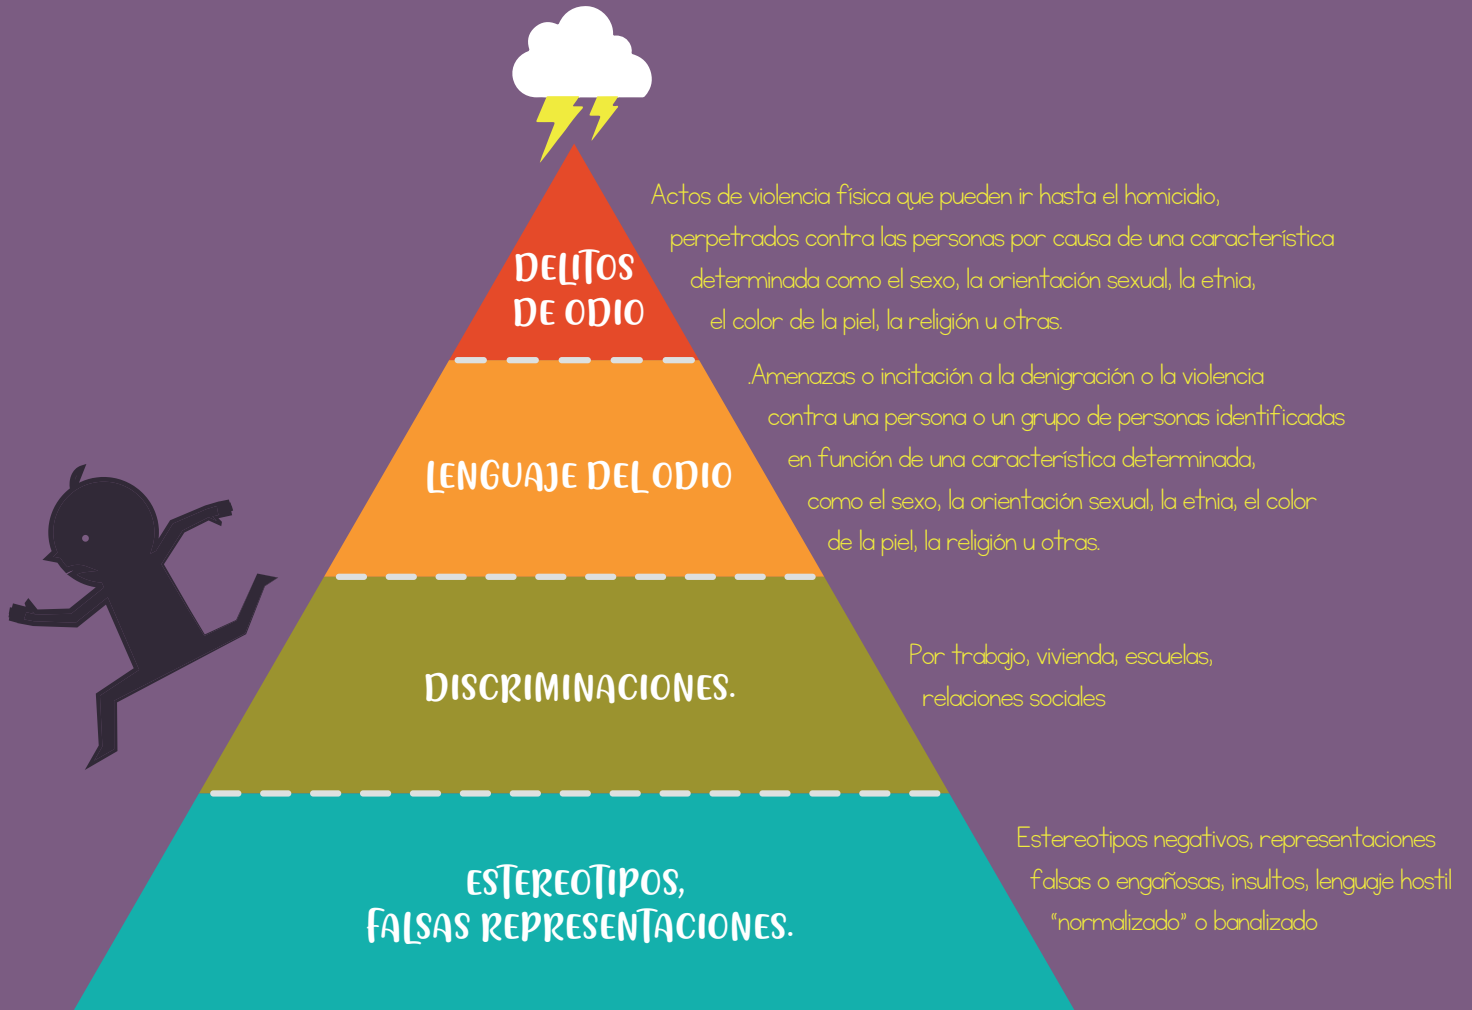 DELITOS
DE ODIO
Actos de violencia física que pueden ir hasta el homicidio,
perpetrados contra las personas por causa de una característica
determinada como el sexo, la orientación sexual, la etnia,
el color de la piel, la religión u otras.
LENGUAJE DEL ODIO
.Amenazas o incitación a la denigración o la violencia
contra una persona o un grupo de personas identificadas
en función de una característica determinada,
como el sexo, la orientación sexual, la etnia, el color
de la piel, la religión u otras.
DISCRIMINACIONES.
Por trabajo, vivienda, escuelas,
relaciones sociales
ESTEREOTIPOS,
FALSAS REPRESENTACIONES.
Estereotipos negativos, representaciones
falsas o engañosas, insultos, lenguaje hostil
“normalizado” o banalizado